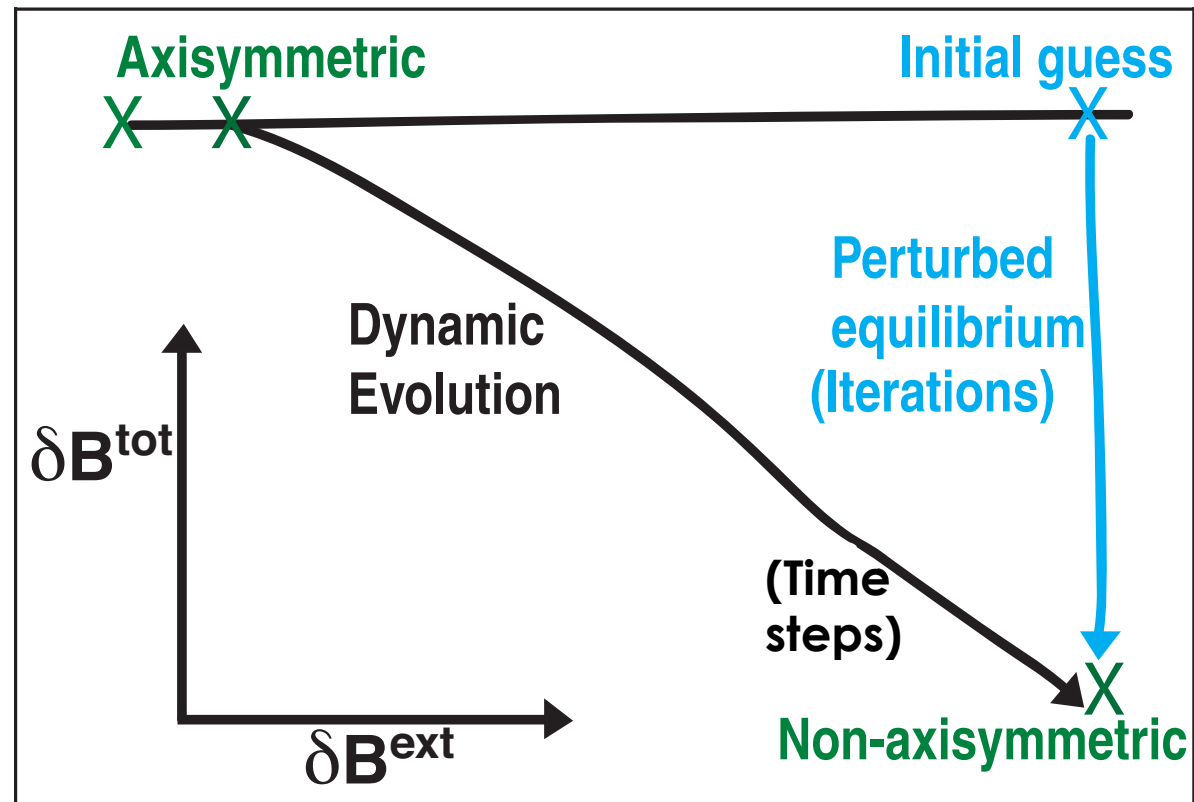 Axisymmetric
Initial guess
X
X
X
Perturbed
equilibrium
(Iterations)
Dynamic
Evolution
δB^tot
(Time
steps)
X
Non-axisymmetric
δB^ext